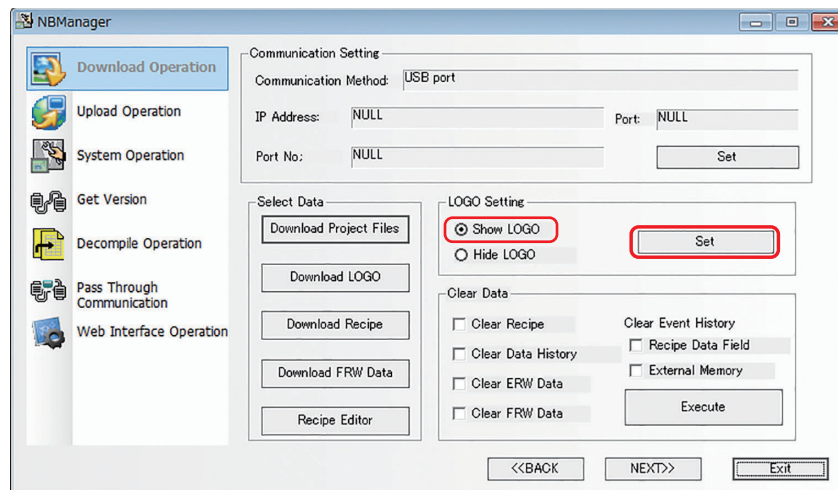 NBManager
Download Operation
Upload Operation
System Operation
Get Version
Decompile Operation
Pass Through
Communication
Web Interface Operation
Communication Setting
Communication Method: USB port
IP Address: NULL Port: NULL
Port No; NULL Set
Select Data
Download Project Files
Download LOGO
Download Recipe
Download FRW Data
Recipe Editor
LOGO Setting
Show LOGO
Hide LOGO
Set
Clear Data
Clear Recipe
Clear Data History
Clear ERW Data
Clear FRW Data
Clear Event History
Recipe Data Field
External Memory
Execute
<<BACK NEXT>> Exit